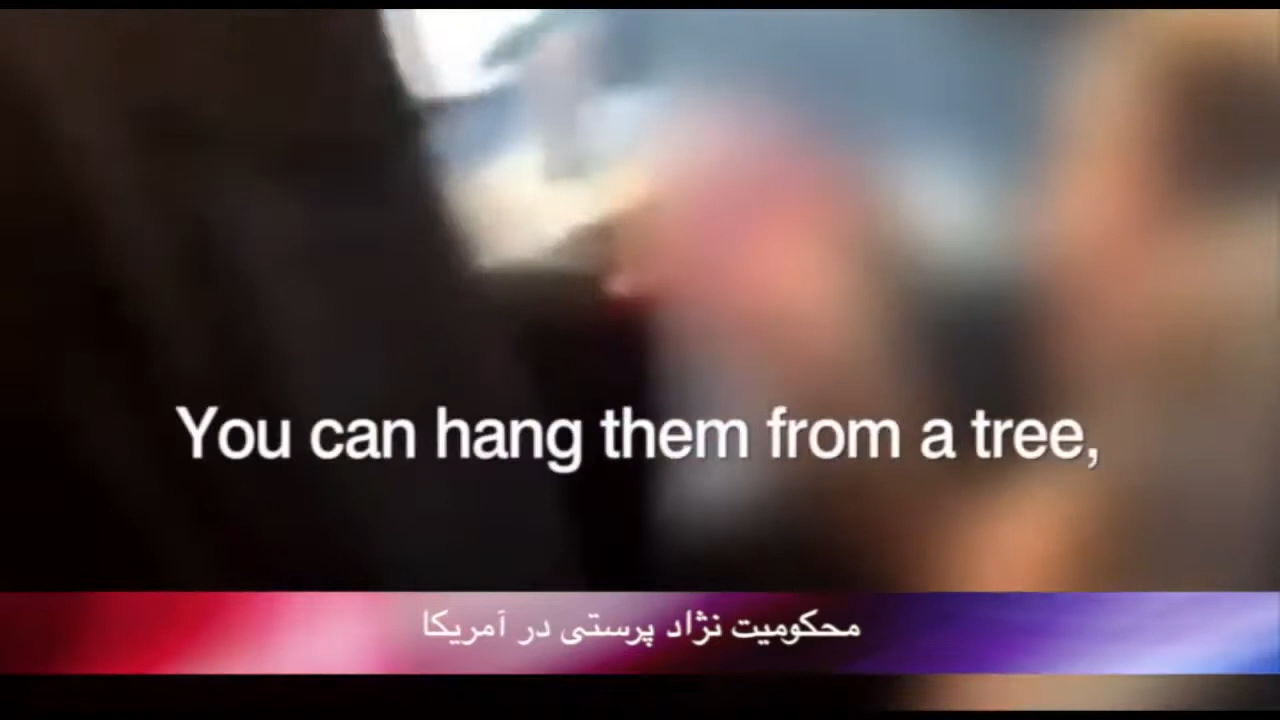 You can hang them from a tree,
محکومیت نژاد پرستی در آمریکا